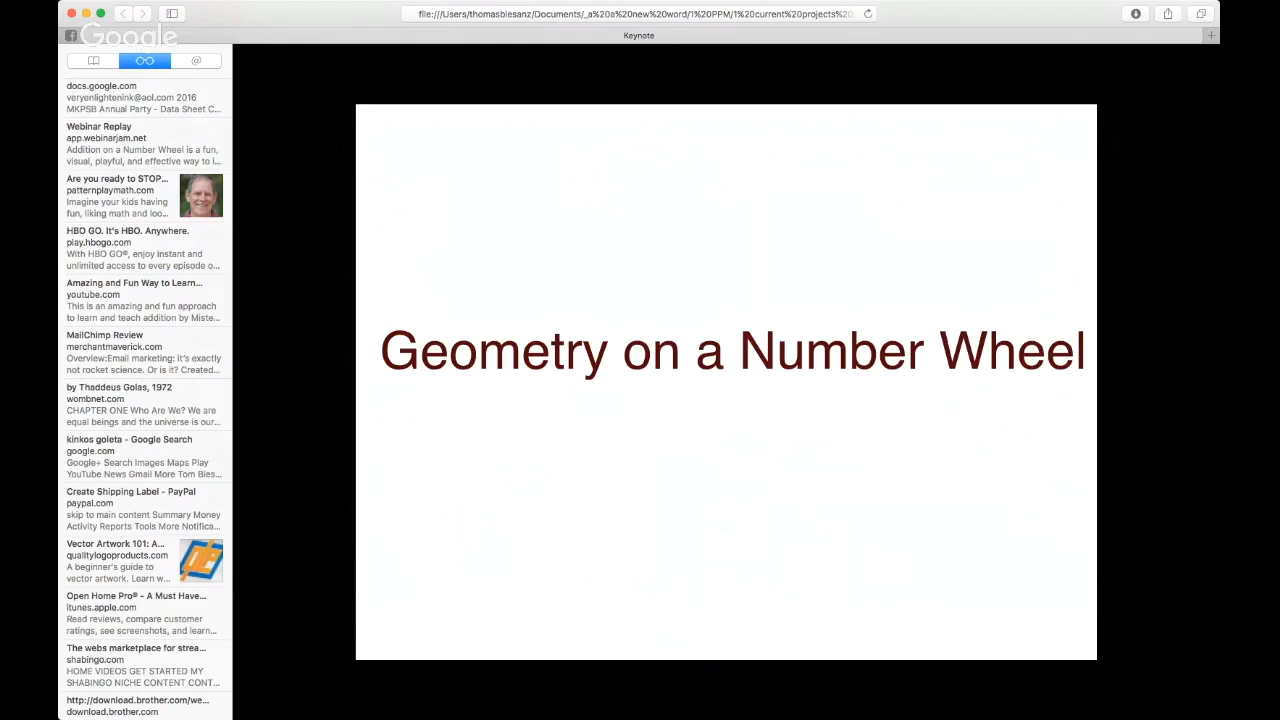 file:///Users/thomasbiesanz/Documents/_a%20a%20new%20word/1%20PPM/1%20current%20projects%20
Google
Keynote
@
docs.google.com
veryenlightenink@aol.com 2016
MKPSB Annual Party - Data Sheet C...
Webinar Replay
app.webinarjam.net
Addition on a Number Wheel is a fun,
visual, playful, and effective way to i...
Are you ready to STOP...
patternplaymath.com
Imagine your kids having
fun, liking math and loo...
HBO GO. It's HBO. Anywhere.
play.hbogo.com
With HBO GO®, enjoy instant and
unlimited access to every episode o...
Amazing and Fun Way to Learn...
youtube.com
This is an amazing and fun approach
to learn and teach addition by Miste...
MailChimp Review
merchantmaverick.com
Overview:Email marketing: it's exactly
not rocket science. Or is it? Created...
by Thaddeus Golas, 1972
wombnet.com
CHAPTER ONE Who Are We? We are
equal beings and the universe is our...
kinkos goleta - Google Search
google.com
Google+ Search Images Maps Play
YouTube News Gmail More Tom Bies...
Create Shipping Label - PayPal
paypal.com
skip to main content Summary Money
Activity Reports Tools More Notifica...
Vector Artwork 101: A...
qualitylogoproducts.com
A beginner's guide to
vector artwork. Learn w...
Open Home Pro® - A Must Have...
itunes.apple.com
Read reviews, compare customer
ratings, see screenshots, and learn...
The webs marketplace for strea...
shabingo.com
HOME VIDEOS GET STARTED MY
SHABINGO NICHE CONTENT CONT...
http://download.brother.com/we...
download.brother.com
Geometry on a Number Wheel